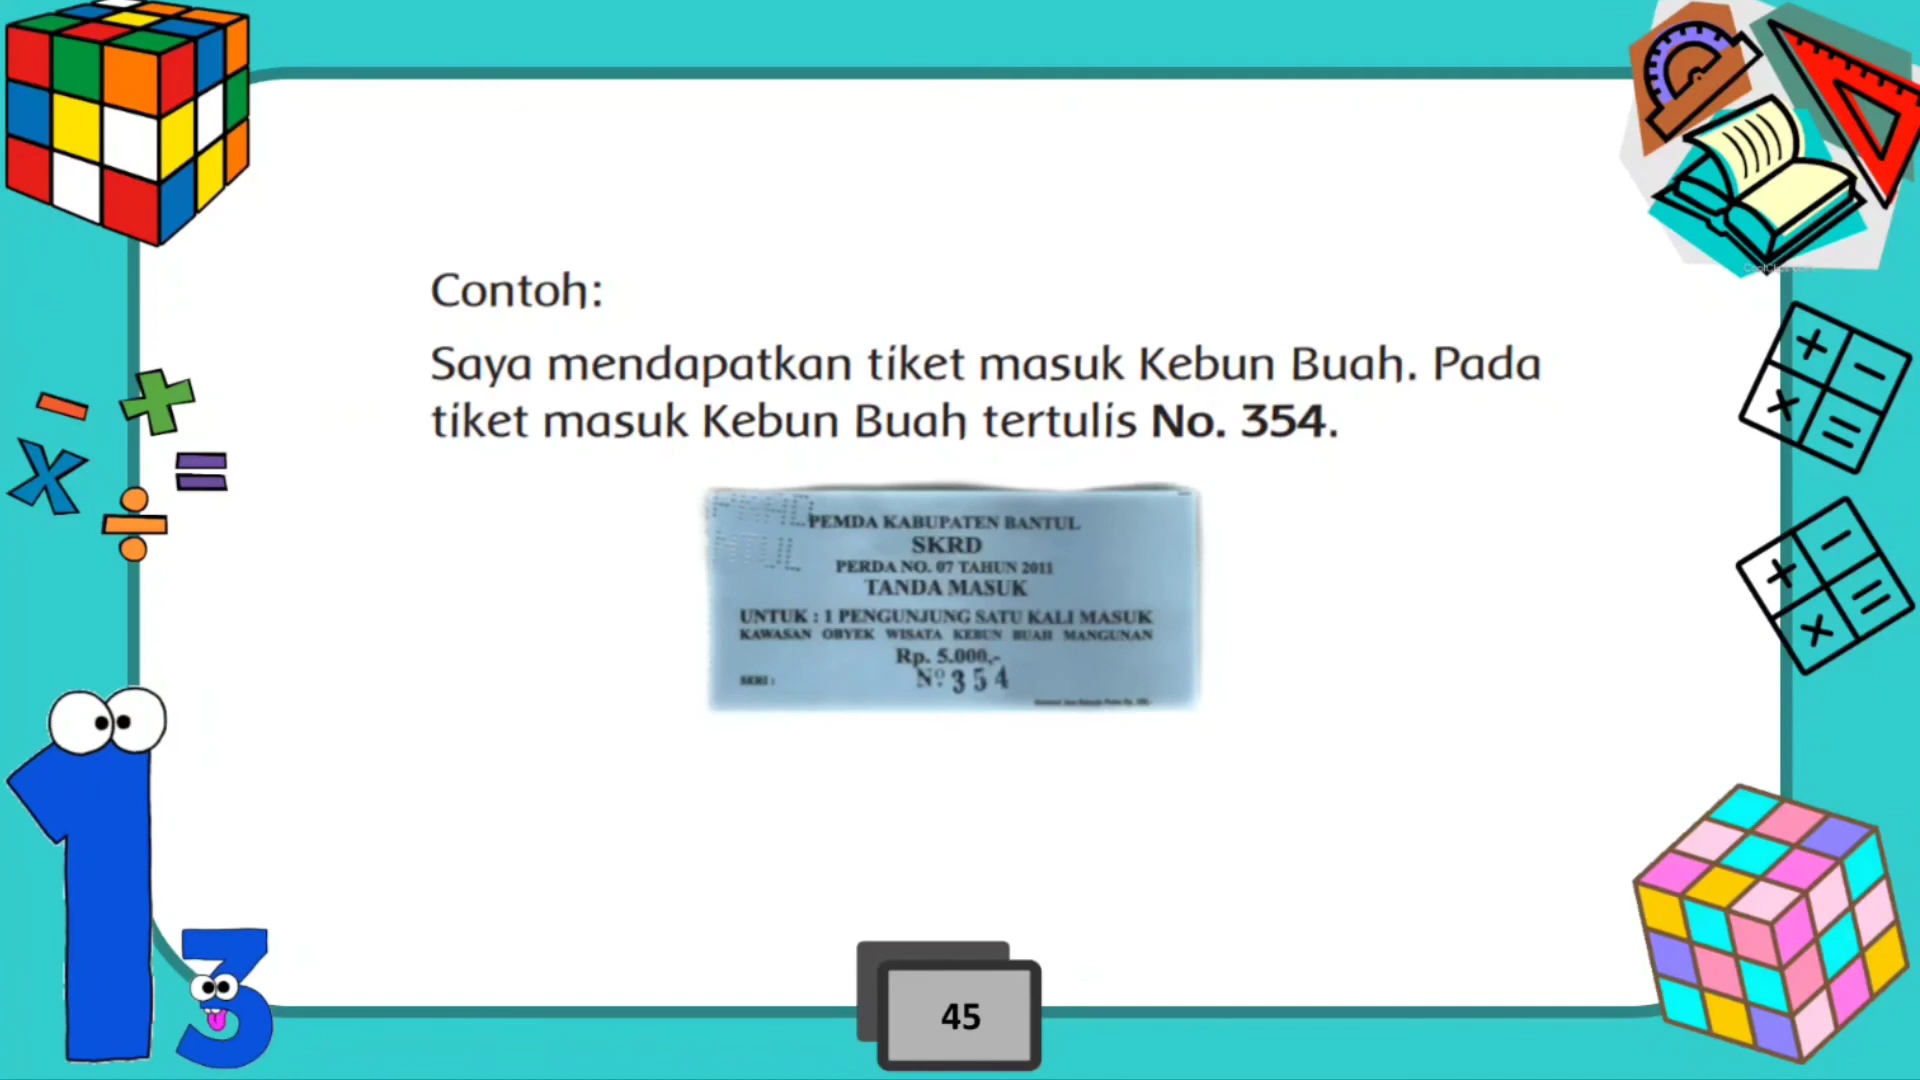 Contoh:
Saya mendapatkan tiket masuk Kebun Buah. Pada
tiket masuk Kebun Buah tertulis No. 354.
PEMDA KABUPATEN BANTUL
SKRD
PERDA NO. 07 TAHUN 2011
TANDA MASUK
UNTUK : 1 PENGUNJUNG SATU KALI MASUK
KAWASAN OBYEK WISATA KEBUN BUAH MANGUNAN
Rp. 5.000,-
SERI : Nº 354
45